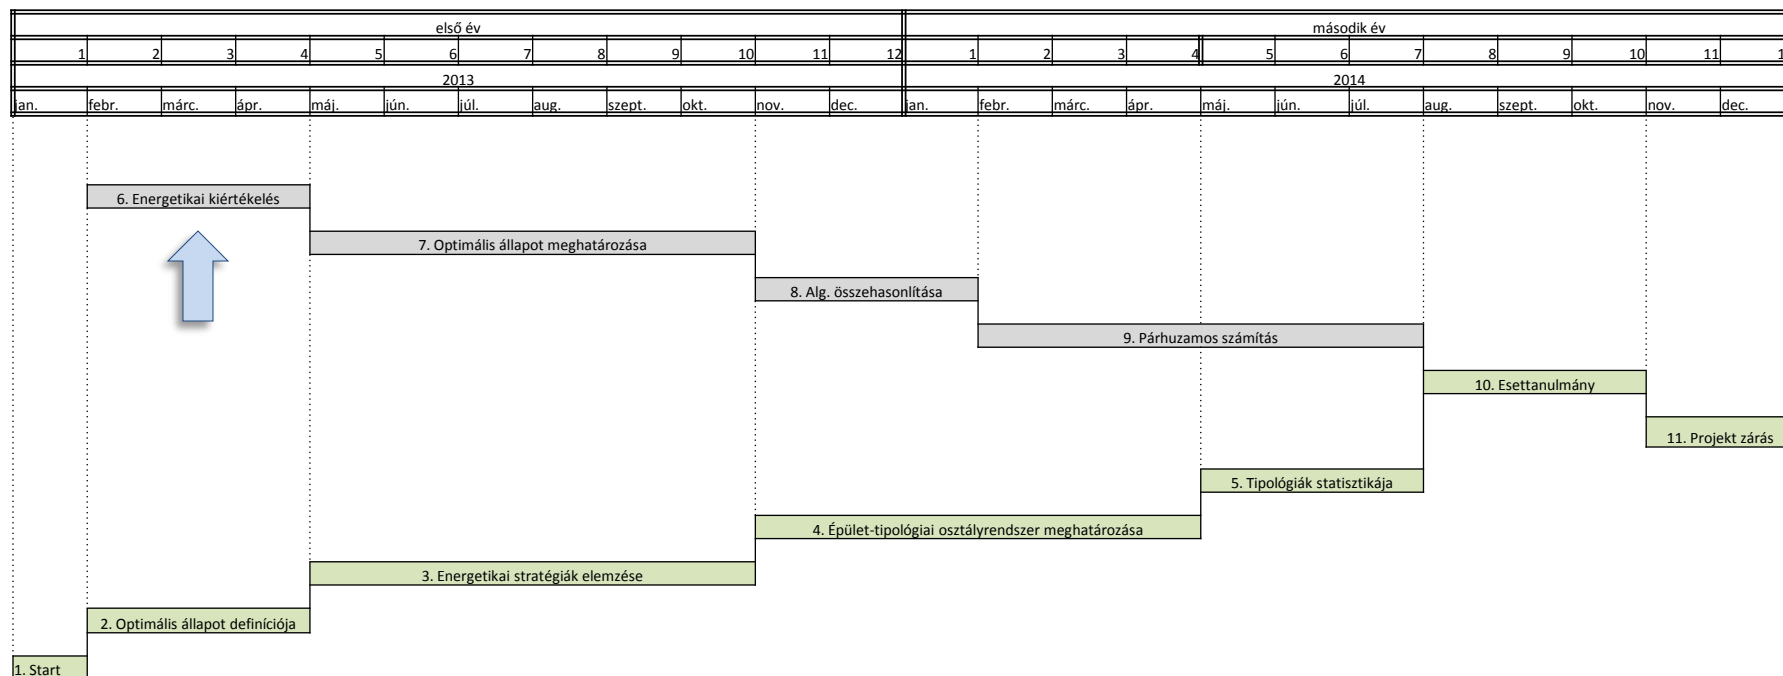 első év második év
1 2 3 4 5 6 7 8 9 10 11 12 1 2 3 4 5 6 7 8 9 10 11 1
2013 2014
jan. febr. márc. ápr. máj. jún. júl. aug. szept. okt. nov. dec. jan. febr. márc. ápr. máj. jún. júl. aug. szept. okt. nov. dec.
6. Energetikai kiértékelés
7. Optimális állapot meghatározása
8. Alg. összehasonlítása
9. Párhuzamos számítás
10. Esettanulmány
11. Projekt zárás
5. Tipológiák statisztikája
4. Épület-tipológiai osztályrendszer meghatározása
3. Energetikai stratégiák elemzése
2. Optimális állapot definíciója
1. Start